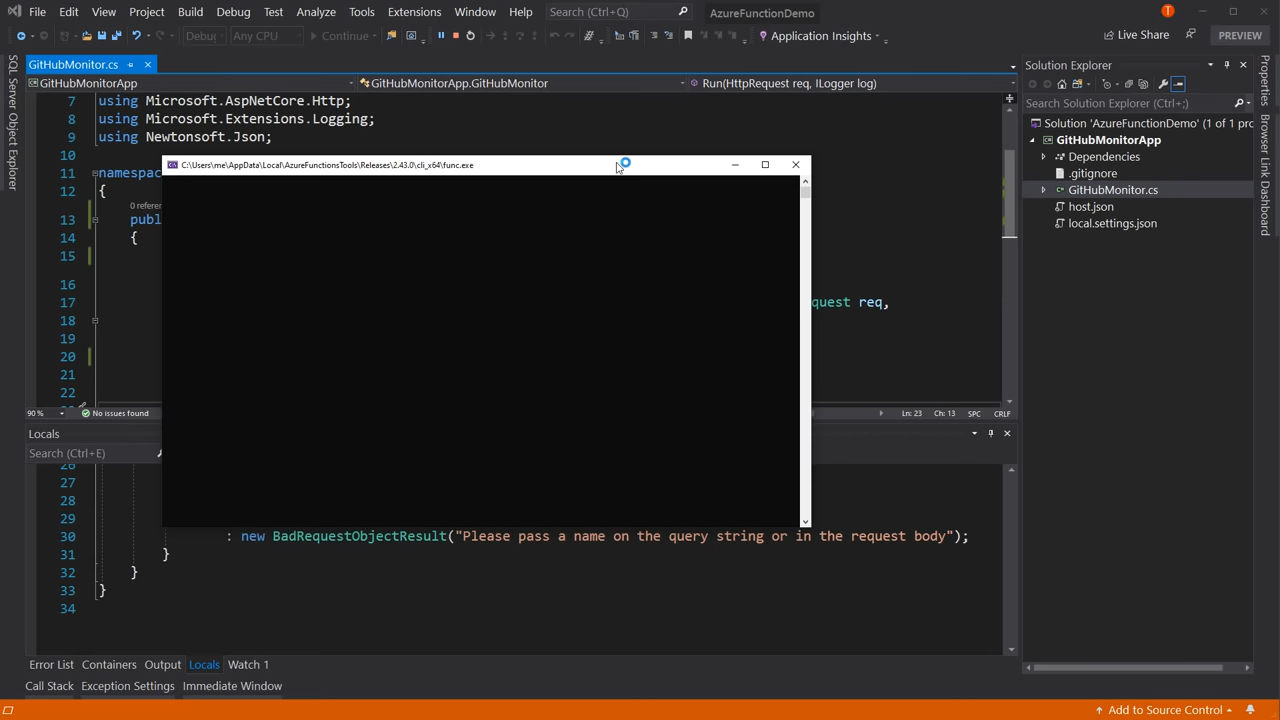 File Edit View Project Build Debug Test Analyze Tools Extensions Window Help Search (Ctrl+Q) AzureFunctionDemo T
Debug Any CPU Continue Application Insights Live Share PREVIEW
SQL Server Object Explorer
GitHubMonitor.cs
GitHubMonitorApp GitHubMonitorApp.GitHubMonitor Run(HttpRequest req, ILogger log)
7 using Microsoft.AspNetCore.Http;
8 using Microsoft.Extensions.Logging;
9 using Newtonsoft.Json;
10
11 namespac
12 {
0 referen
13 publ
14 {
15
16
17 quest req,
18
19
20
21
22
C:\Users\me\AppData\Local\AzureFunctionsTools\Releases\2.43.0\cli_x64\func.exe
90 % No issues found Ln: 23 Ch: 13 SPC CRLF
Locals
Search (Ctrl+E)
26
27
28
29
30 : new BadRequestObjectResult("Please pass a name on the query string or in the request body");
31 }
32 }
33 }
34
Error List Containers Output Locals Watch 1
Call Stack Exception Settings Immediate Window
Solution Explorer
Search Solution Explorer (Ctrl+;)
Solution 'AzureFunctionDemo' (1 of 1 pro
GitHubMonitorApp
Dependencies
.gitignore
GitHubMonitor.cs
host.json
local.settings.json
Properties
Browser Link Dashboard
Add to Source Control